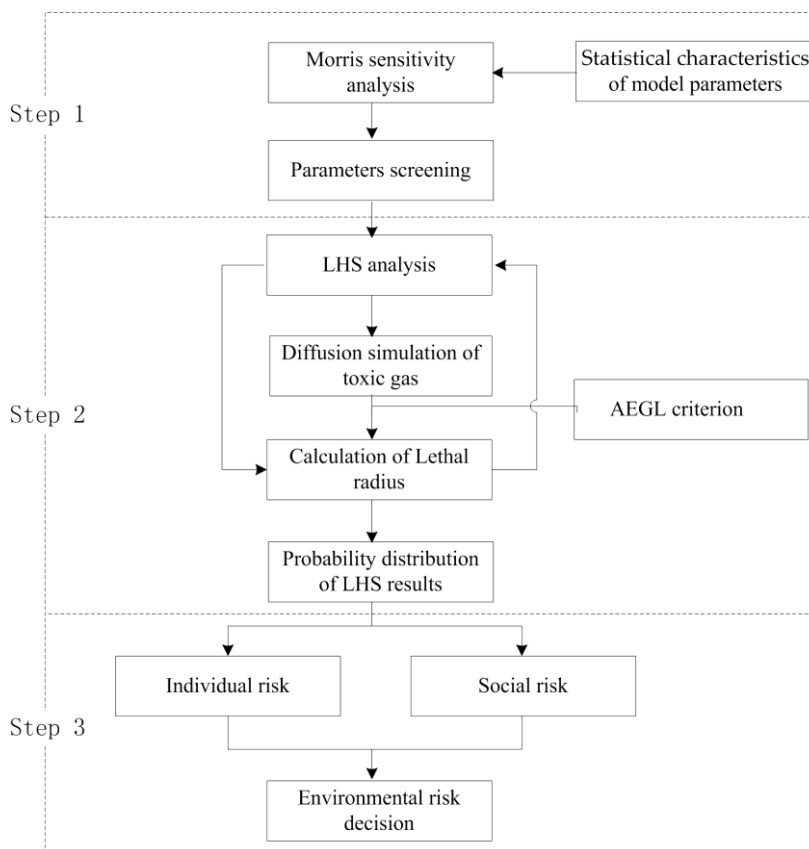 Step 1
Morris sensitivity
analysis
Statistical characteristics
of model parameters
Parameters screening
Step 2
LHS analysis
Diffusion simulation of
toxic gas
AEGL criterion
Calculation of Lethal
radius
Probability distribution
of LHS results
Step 3
Individual risk
Social risk
Environmental risk
decision